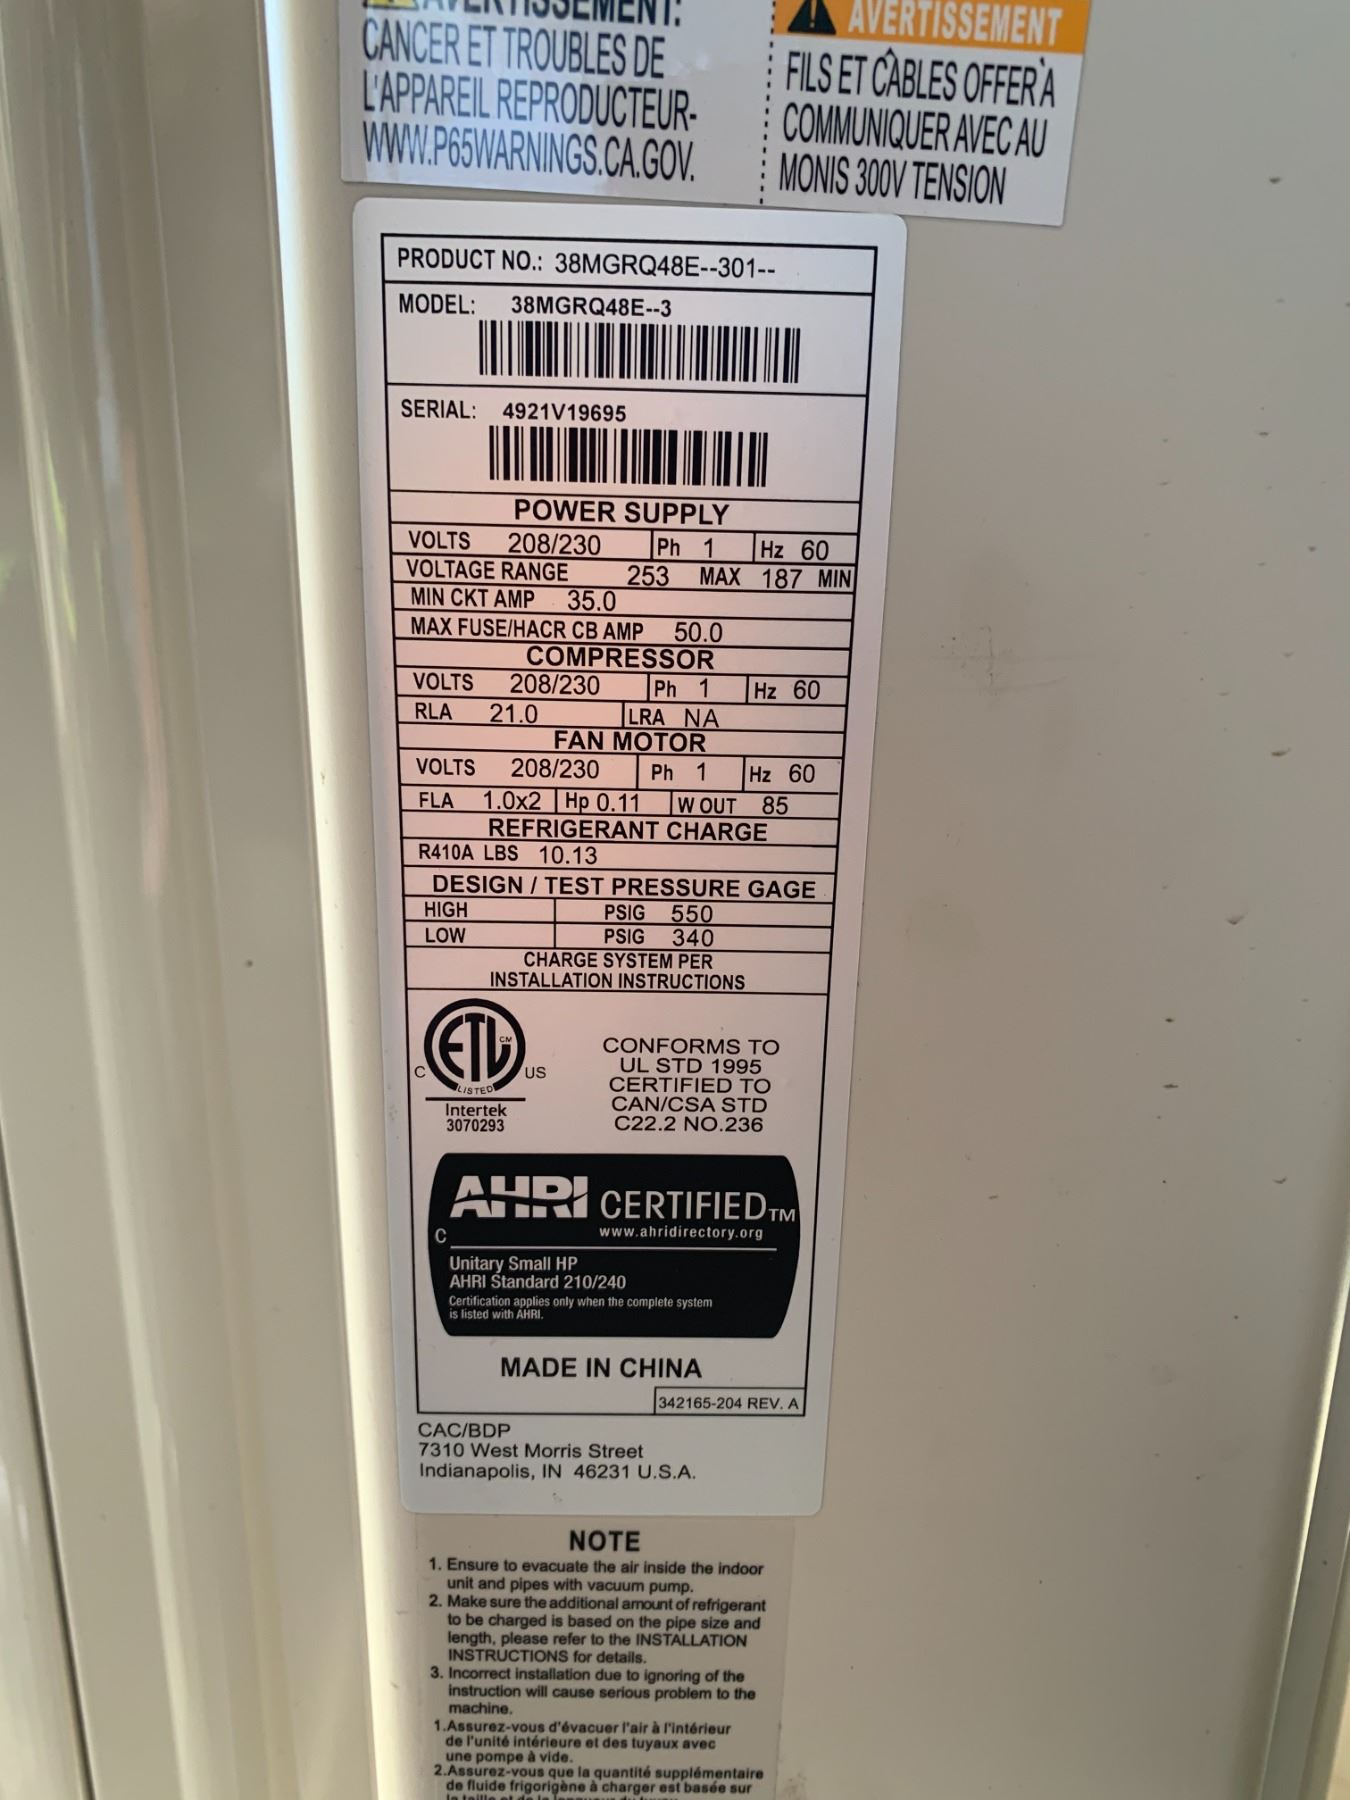 AVERTISSEMENT:
CANCER ET TROUBLES DE
L'APPAREIL REPRODUCTEUR-
WWW.P65WARNINGS.CA.GOV.
AVERTISSEMENT
FILS ET CÂBLES OFFER À
COMMUNIQUER AVEC AU
MONIS 300V TENSION
PRODUCT NO.: 38MGRQ48E--301--
MODEL: 38MGRQ48E--3
SERIAL: 4921V19695
POWER SUPPLY
VOLTS 208/230 Ph 1 Hz 60
VOLTAGE RANGE 253 MAX 187 MIN
MIN CKT AMP 35.0
MAX FUSE/HACR CB AMP 50.0
COMPRESSOR
VOLTS 208/230 Ph 1 Hz 60
RLA 21.0 LRA NA
FAN MOTOR
VOLTS 208/230 Ph 1 Hz 60
FLA 1.0x2 Hp 0.11 W OUT 85
REFRIGERANT CHARGE
R410A LBS 10.13
DESIGN / TEST PRESSURE GAGE
HIGH PSIG 550
LOW PSIG 340
CHARGE SYSTEM PER
INSTALLATION INSTRUCTIONS
ETL CM
C LISTED US
Intertek
3070293
CONFORMS TO
UL STD 1995
CERTIFIED TO
CAN/CSA STD
C22.2 NO.236
AHRI CERTIFIED TM
www.ahridirectory.org
C
Unitary Small HP
AHRI Standard 210/240
Certification applies only when the complete system
is listed with AHRI.
MADE IN CHINA
342165-204 REV. A
CAC/BDP
7310 West Morris Street
Indianapolis, IN 46231 U.S.A.
NOTE
1. Ensure to evacuate the air inside the indoor
unit and pipes with vacuum pump.
2. Make sure the additional amount of refrigerant
to be charged is based on the pipe size and
length, please refer to the INSTALLATION
INSTRUCTIONS for details.
3. Incorrect installation due to ignoring of the
instruction will cause serious problem to the
machine.
1.Assurez-vous d'évacuer l'air à l'intérieur
de l'unité intérieure et des tuyaux avec
une pompe à vide.
2.Assurez-vous que la quantité supplémentaire
de fluide frigorigène à charger est basée sur